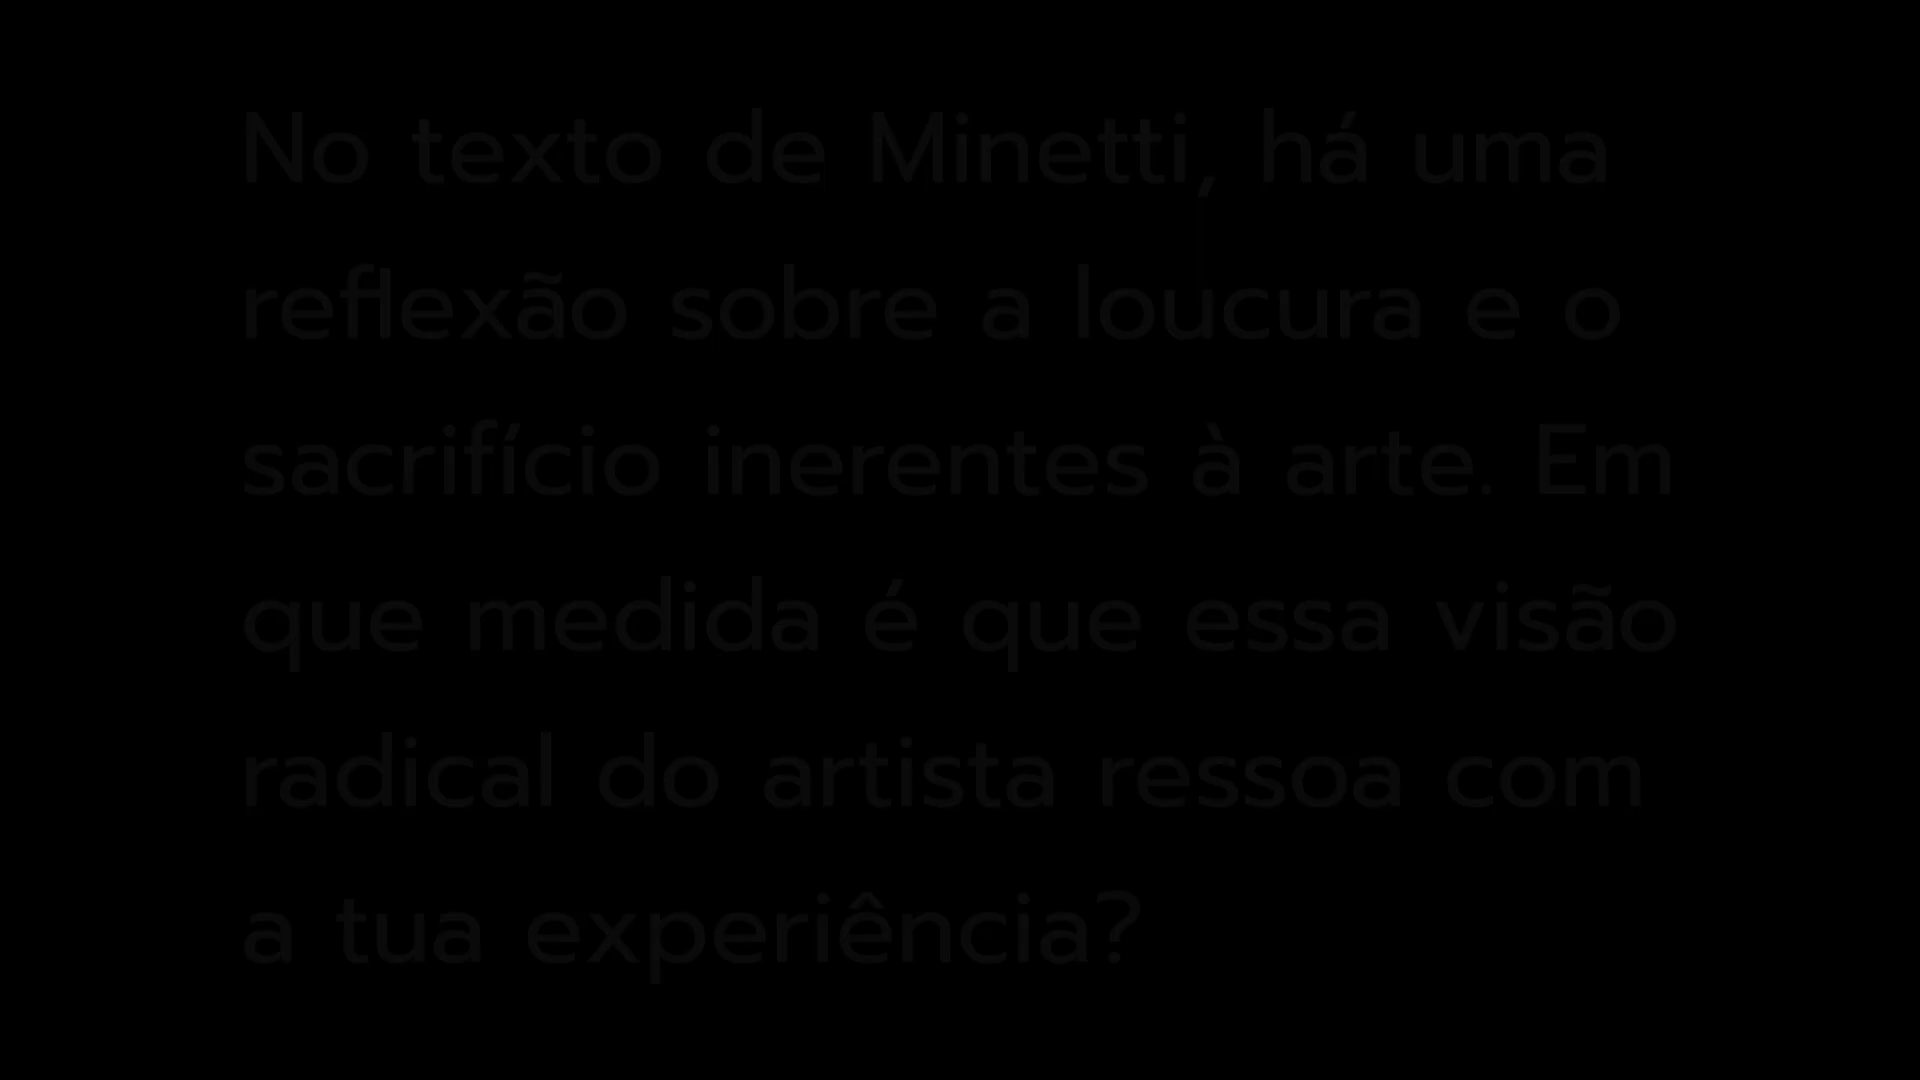 No texto de Minetti, há uma
reflexão sobre a loucura e o
sacrifício inerentes à arte. Em
que medida é que essa visão
radical do artista ressoa com
a tua experiência?